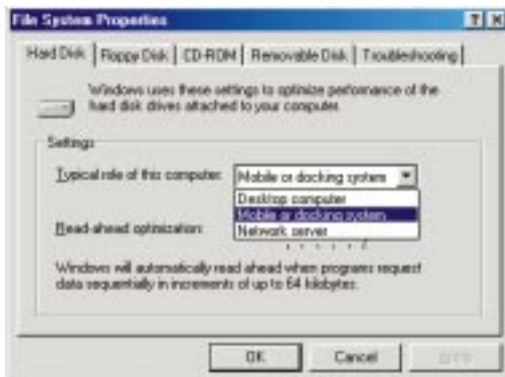 File System Properties
Hard Disk Floppy Disk CD-ROM Removable Disk Troubleshooting
Windows uses these settings to optimize performance of the
hard disk drives attached to your computer.
Settings
Typical role of this computer: Mobile or docking system
Desktop computer
Mobile or docking system
Network server
Read-ahead optimization:
Windows will automatically read ahead when programs request
data sequentially in increments of up to 64 kilobytes.
OK Cancel Apply